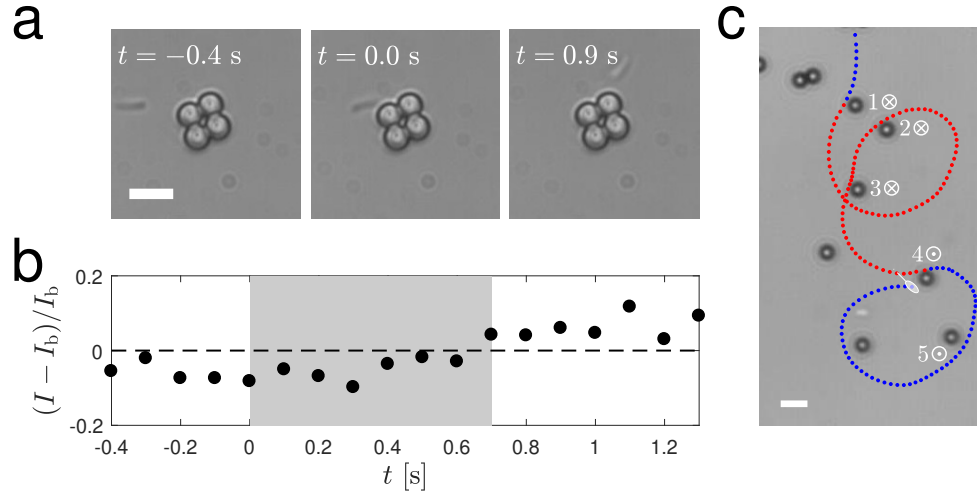 a
t = −0.4 s
t = 0.0 s
t = 0.9 s
b
(I − I_b)/I_b
0.2
0
-0.2
-0.4 -0.2 0 0.2 0.4 0.6 0.8 1 1.2
t [s]
c
1⊗
2⊗
3⊗
4⊙
5⊙